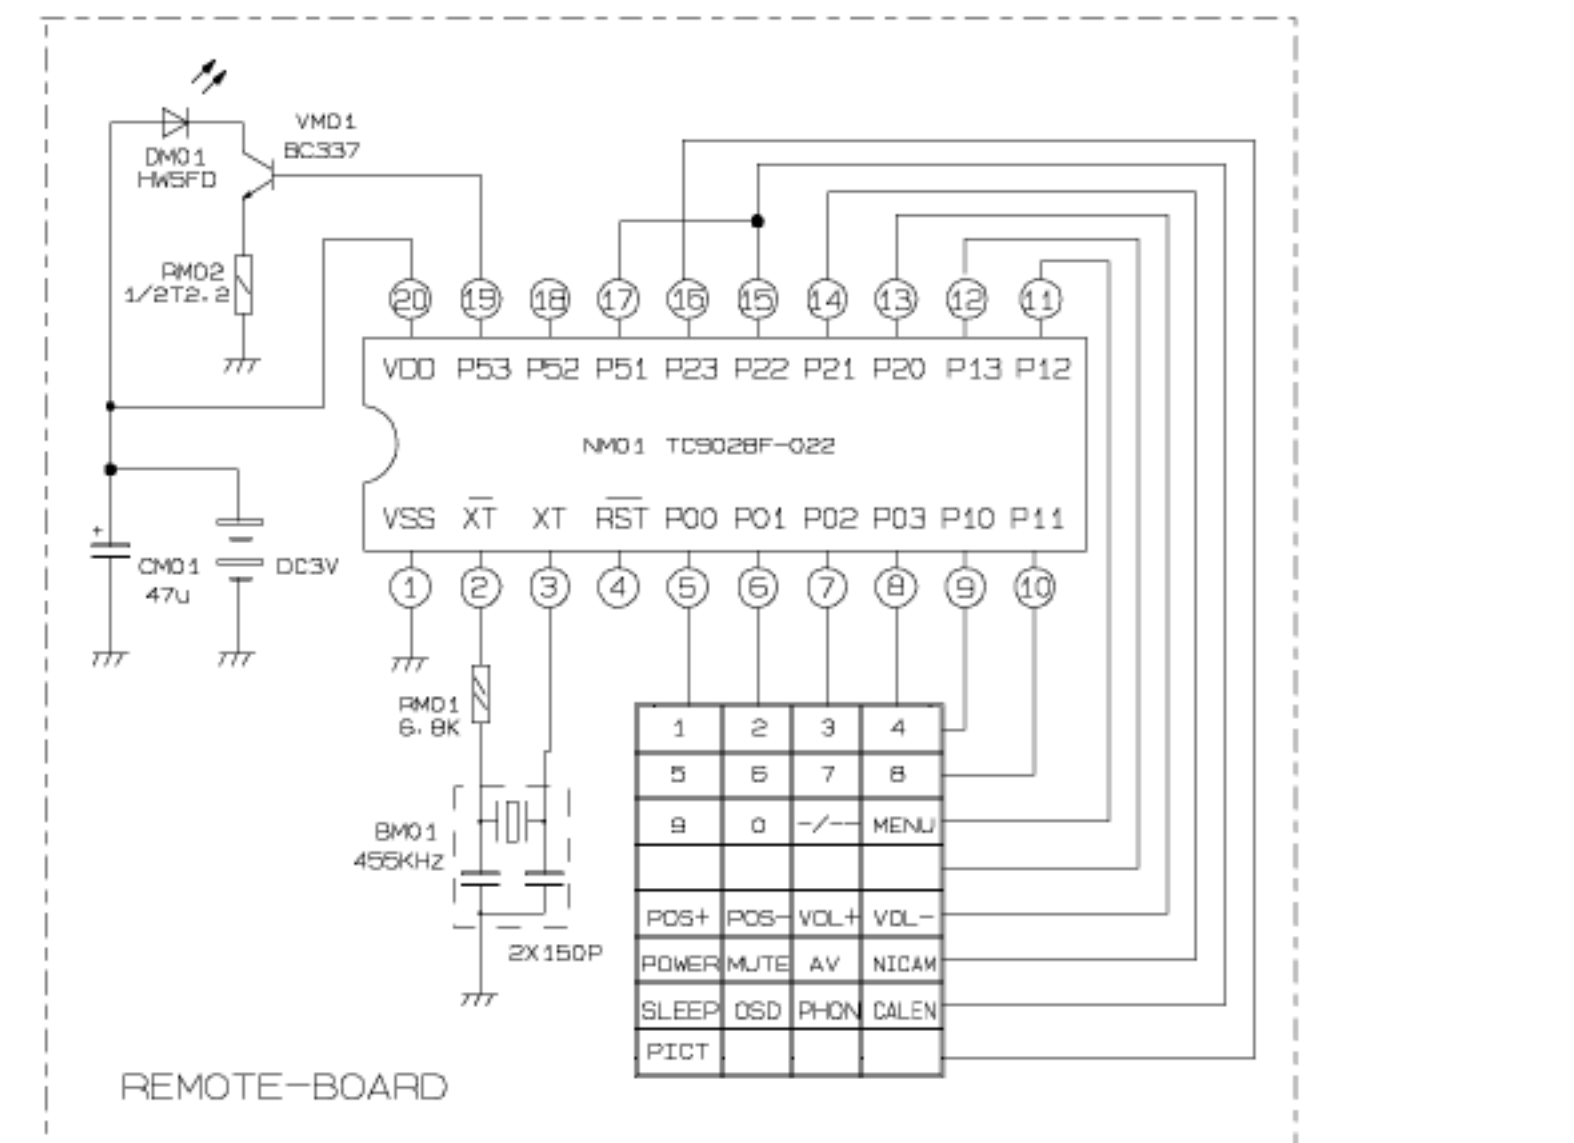 VM01
BC337
DM01
HW5FD
RM02
1/2T2.2
20 19 18 17 16 15 14 13 12 11
VDD P53 P52 P51 P23 P22 P21 P20 P13 P12
NM01 TC9028F-022
VSS XT XT RST P00 P01 P02 P03 P10 P11
1 2 3 4 5 6 7 8 9 10
+
CM01
47u
DC3V
RM01
6.8K
BM01
455KHz
2X150P
1 2 3 4
5 6 7 8
9 0 -/-- MENU
POS+ POS- VOL+ VOL-
POWER MUTE AV NICAM
SLEEP OSD PHON CALEN
PICT
REMOTE-BOARD